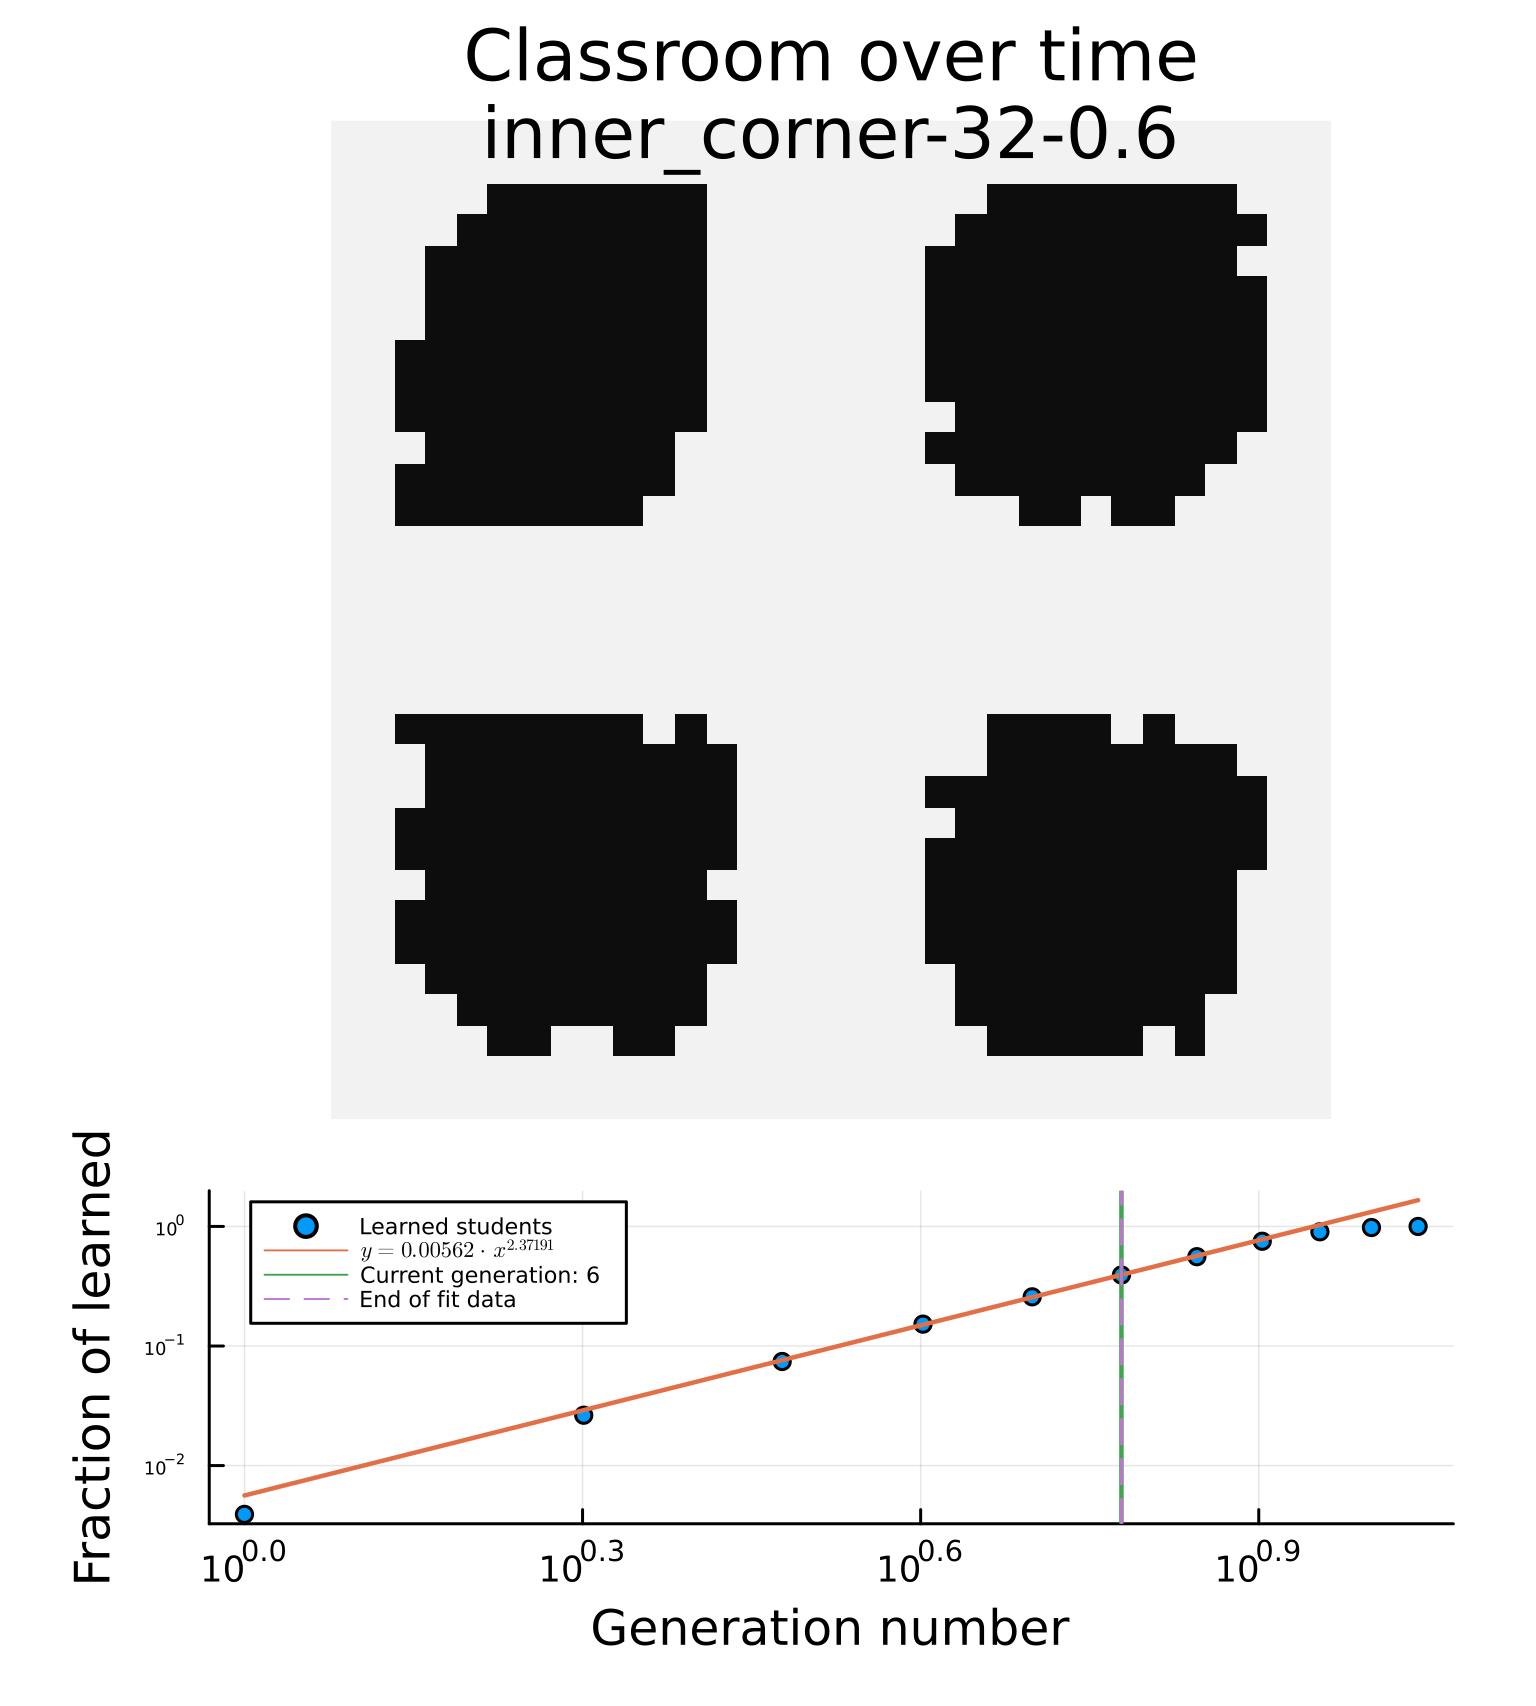 Classroom over time
inner_corner-32-0.6
Learned students
y = 0.00562 · x^2.37191
Current generation: 6
End of fit data
10^0
10^−1
10^−2
Fraction of learned
10^0.0 10^0.3 10^0.6 10^0.9
Generation number